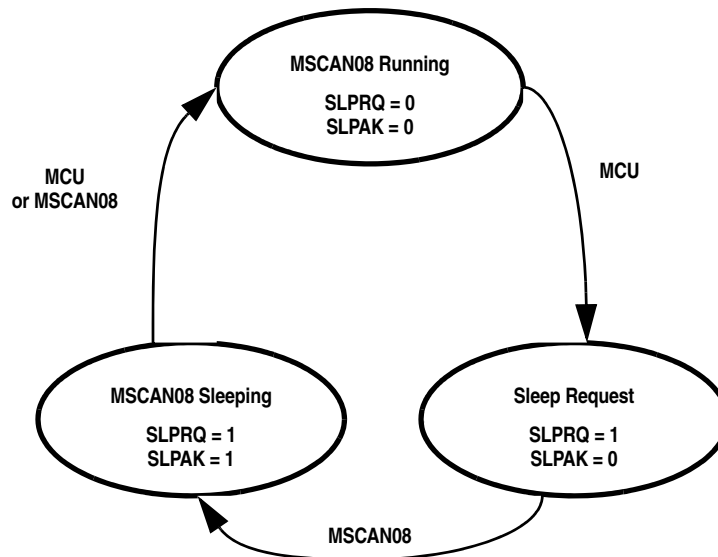 MSCAN08 Running
SLPRQ = 0
SLPAK = 0
MCU
or MSCAN08
MCU
MSCAN08 Sleeping
SLPRQ = 1
SLPAK = 1
Sleep Request
SLPRQ = 1
SLPAK = 0
MSCAN08